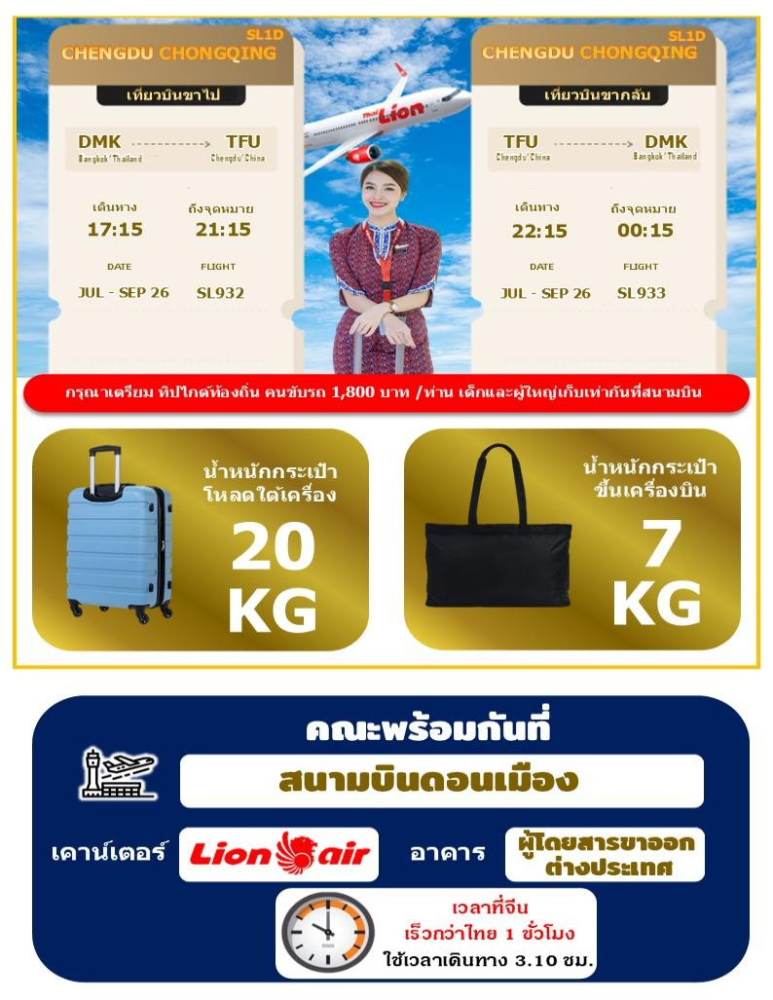 SL1D
CHENGDU CHONGQING
เที่ยวบินขาไป
DMK
TFU
Bangkok'Thailand
Chengdu'China
เดินทาง
ถึงจุดหมาย
17:15
21:15
DATE
FLIGHT
JUL - SEP 26
SL932
Thai
Lion
SL1D
CHENGDU CHONGQING
เที่ยวบินขากลับ
TFU
DMK
Chengdu'China
Bangkok'Thailand
เดินทาง
ถึงจุดหมาย
22:15
00:15
DATE
FLIGHT
JUL - SEP 26
SL933
กรุณาเตรียม ทิปไกด์ท้องถิ่น คนขับรถ 1,800 บาท /ท่าน เด็กและผู้ใหญ่เก็บเท่ากันที่สนามบิน
น้ำหนักกระเป๋า
โหลดใต้เครื่อง
20
KG
น้ำหนักกระเป๋า
ขึ้นเครื่องบิน
7
KG
คณะพร้อมกันที่
สนามบินดอนเมือง
เคาน์เตอร์
Lion air
อาคาร
ผู้โดยสารขาออก
ต่างประเทศ
เวลาที่จีน
เร็วกว่าไทย 1 ชั่วโมง
ใช้เวลาเดินทาง 3.10 ชม.